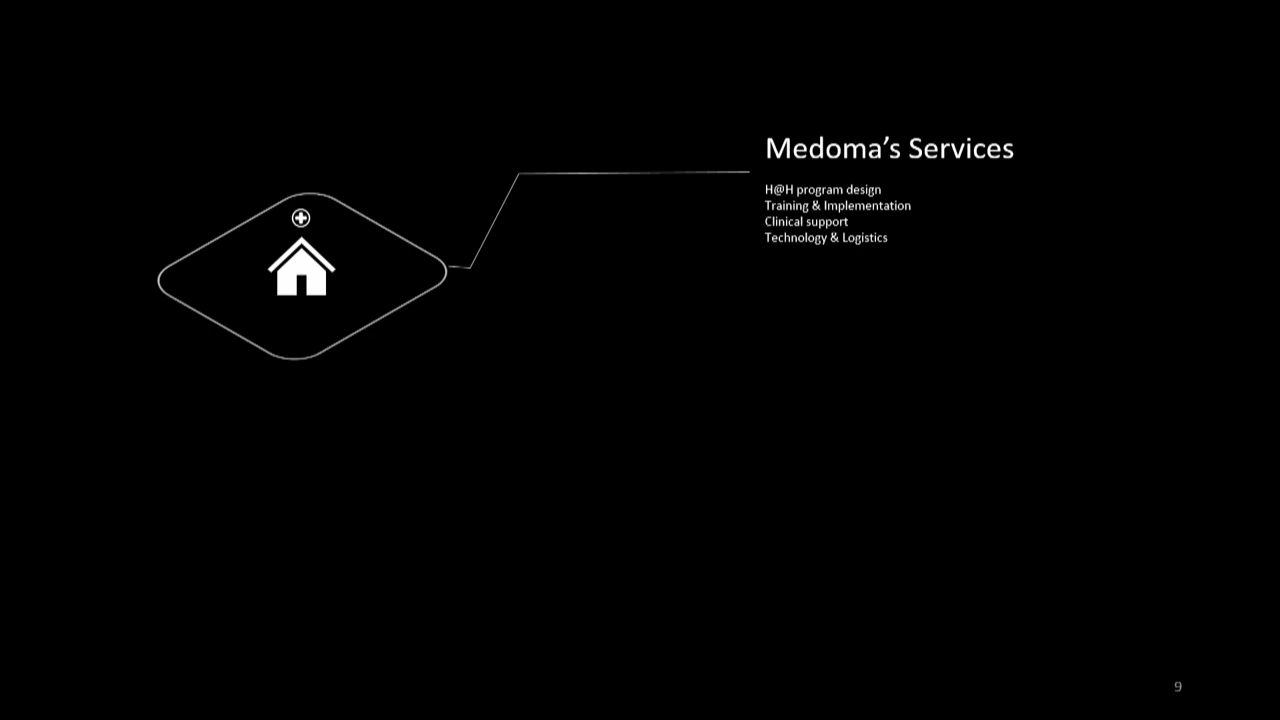 Medoma’s Services
H@H program design
Training & Implementation
Clinical support
Technology & Logistics
9